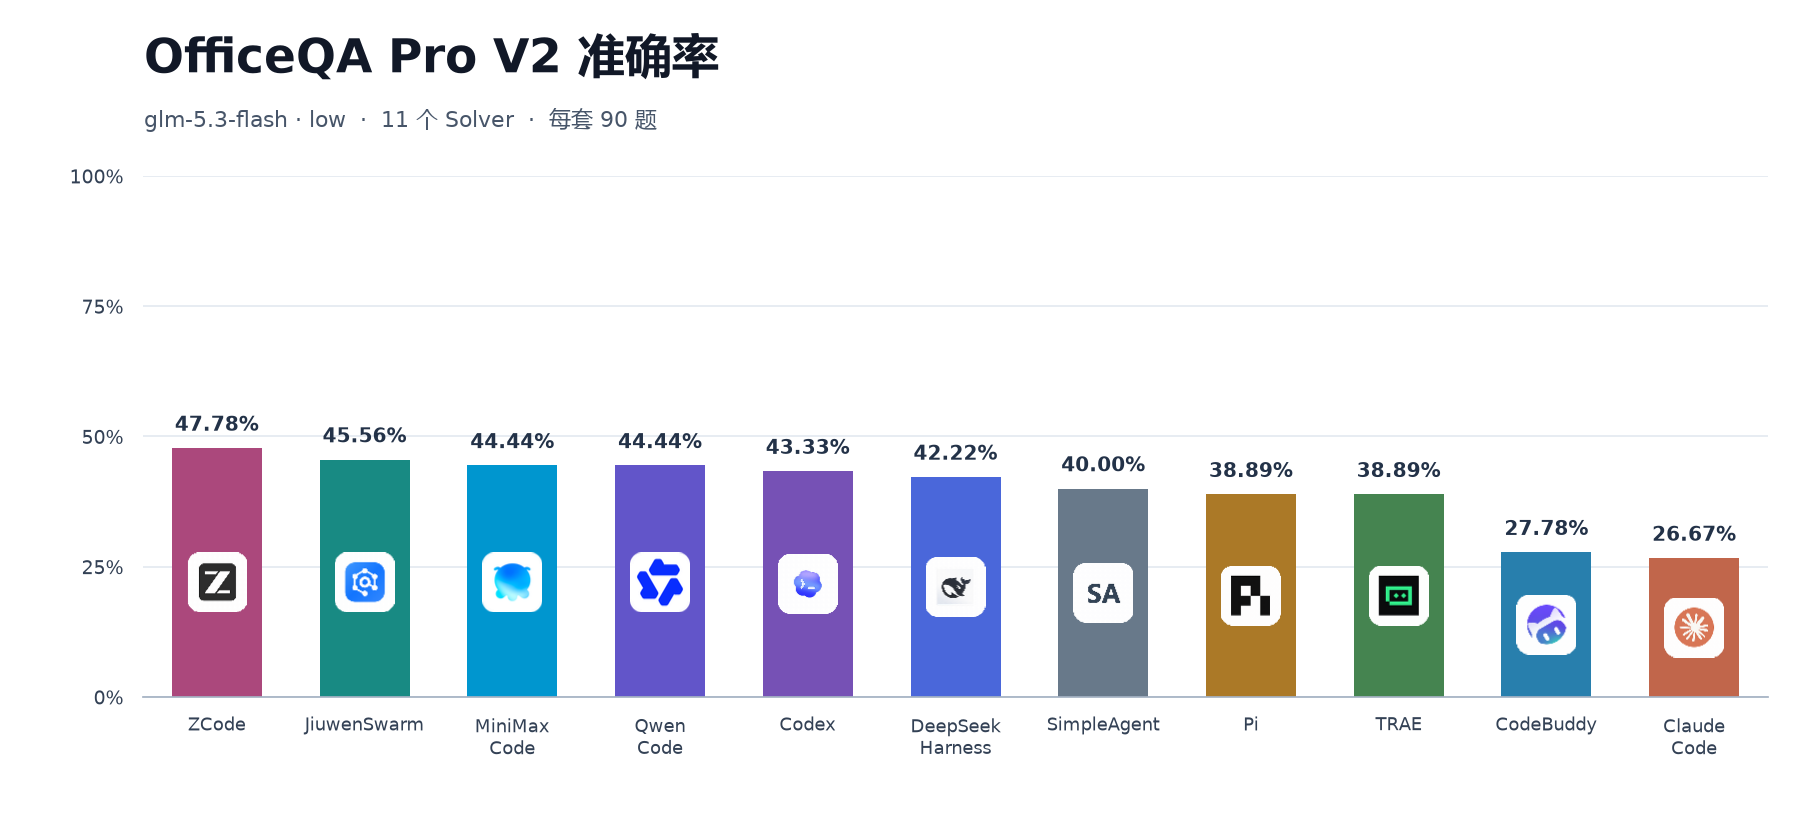 OfficeQA Pro V2 准确率
glm-5.3-flash · low · 11 个 Solver · 每套 90 题
100%
75%
50%
25%
0%
47.78%
45.56%
44.44%
44.44%
43.33%
42.22%
40.00%
38.89%
38.89%
27.78%
26.67%
SA
ZCode
JiuwenSwarm
MiniMax
Code
Qwen
Code
Codex
DeepSeek
Harness
SimpleAgent
Pi
TRAE
CodeBuddy
Claude
Code